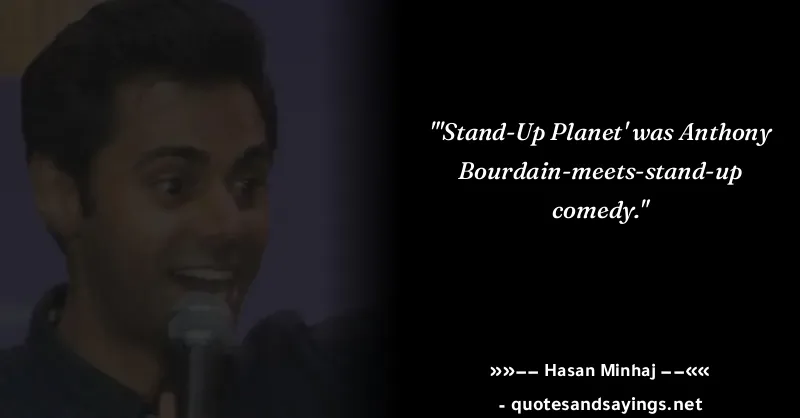 "'Stand-Up Planet' was Anthony
Bourdain-meets-stand-up
comedy."
»»−− Hasan Minhaj −−««
- quotesandsayings.net